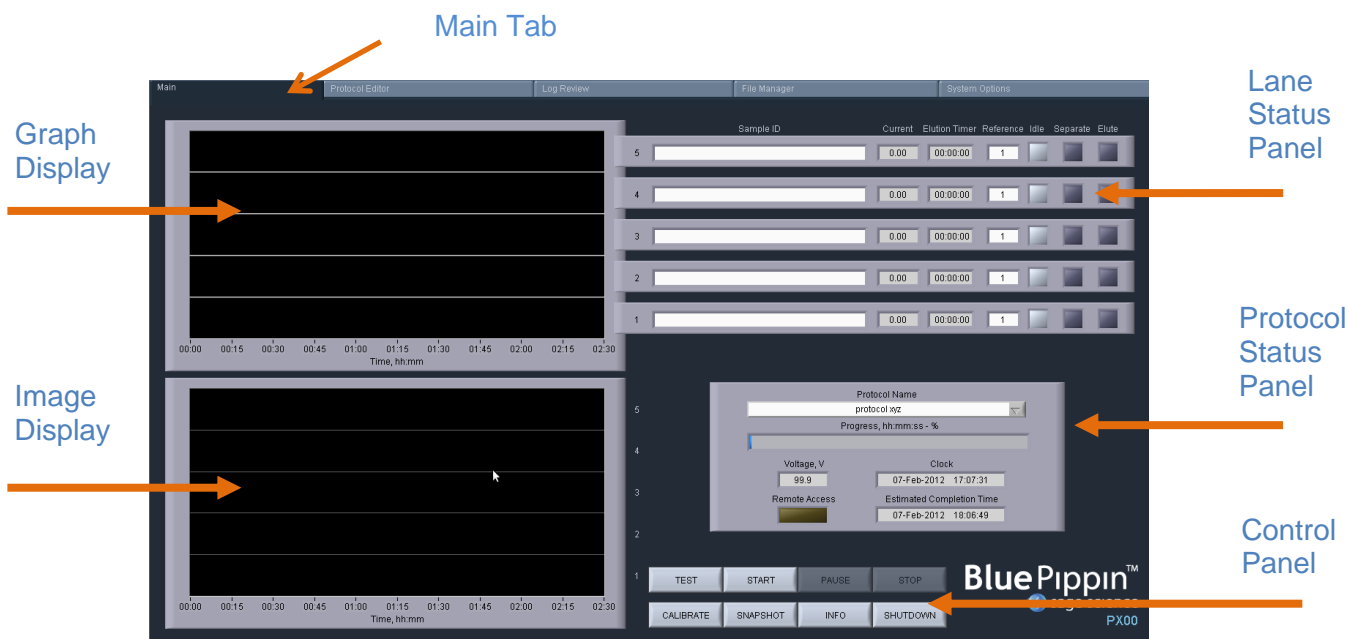 Main Tab
Graph
Display
Image
Display
Lane
Status
Panel
Protocol
Status
Panel
Control
Panel
Main
Protocol Editor
Log Review
File Manager
System Options
Sample ID Current Elution Timer Reference Idle Separate Elute
5 0.00 00:00:00 1
4 0.00 00:00:00 1
3 0.00 00:00:00 1
2 0.00 00:00:00 1
1 0.00 00:00:00 1
00:00 00:15 00:30 00:45 01:00 01:15 01:30 01:45 02:00 02:15 02:30
Time, hh:mm
5
4
3
2
1
00:00 00:15 00:30 00:45 01:00 01:15 01:30 01:45 02:00 02:15 02:30
Time, hh:mm
Protocol Name
protocol xyz
Progress, hh:mm:ss - %
Voltage, V Clock
99.9 07-Feb-2012 17:07:31
Remote Access Estimated Completion Time
07-Feb-2012 18:06:49
TEST START PAUSE STOP
CALIBRATE SNAPSHOT INFO SHUTDOWN
BluePippin™
sage science
PX00